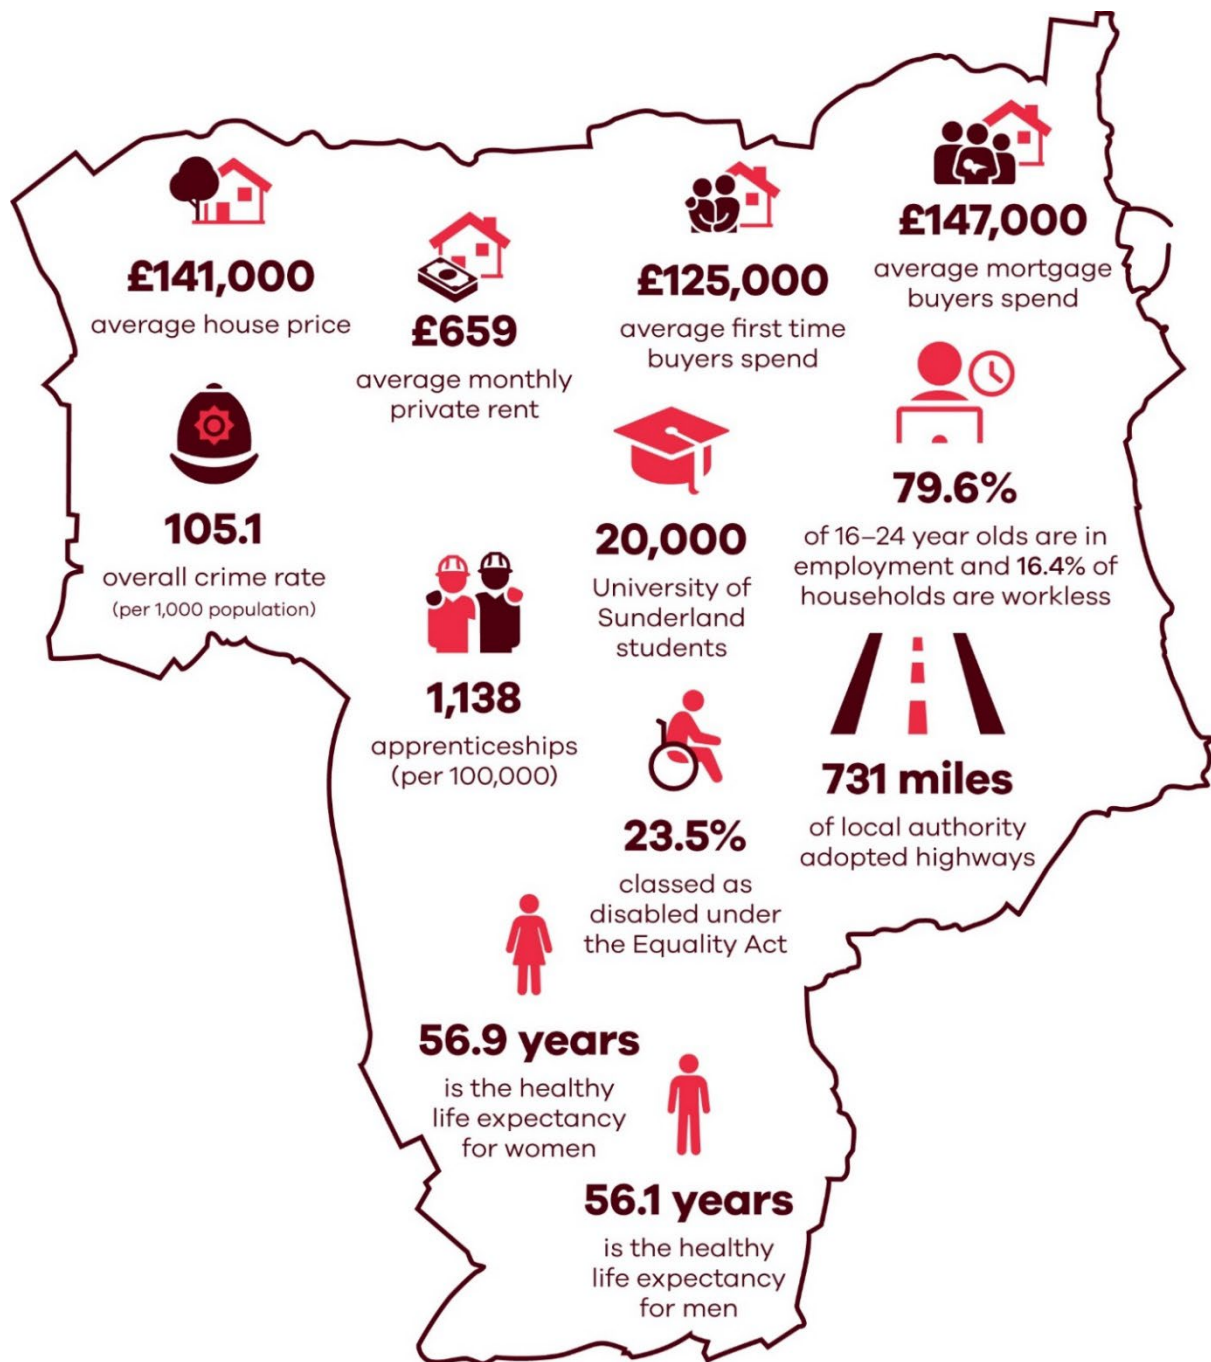 £141,000
average house price
£659
average monthly
private rent
£125,000
average first time
buyers spend
£147,000
average mortgage
buyers spend
105.1
overall crime rate
(per 1,000 population)
1,138
apprenticeships
(per 100,000)
20,000
University of
Sunderland
students
79.6%
of 16–24 year olds are in
employment and 16.4% of
households are workless
23.5%
classed as
disabled under
the Equality Act
731 miles
of local authority
adopted highways
56.9 years
is the healthy
life expectancy
for women
56.1 years
is the healthy
life expectancy
for men